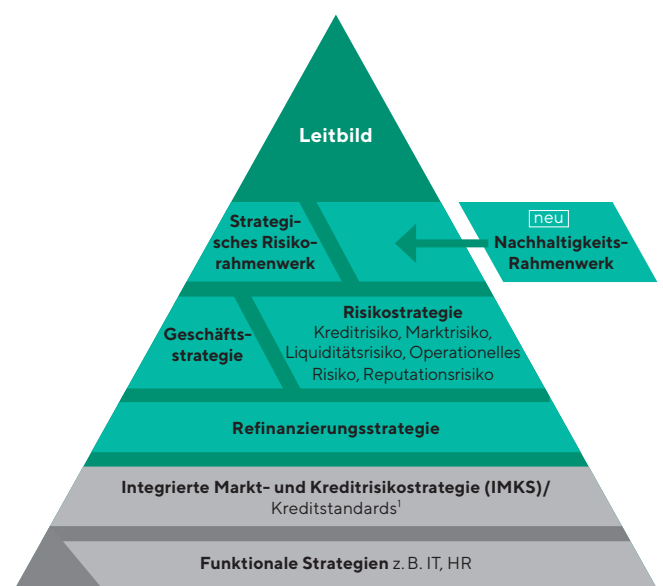 Leitbild
Strategi-
sches Risiko-
rahmenwerk
neu
Nachhaltigkeits-
Rahmenwerk
Geschäfts-
strategie
Risikostrategie
Kreditrisiko, Marktrisiko,
Liquiditätsrisiko, Operationelles
Risiko, Reputationsrisiko
Refinanzierungsstrategie
Integrierte Markt- und Kreditrisikostrategie (IMKS)/
Kreditstandards¹
Funktionale Strategien z. B. IT, HR